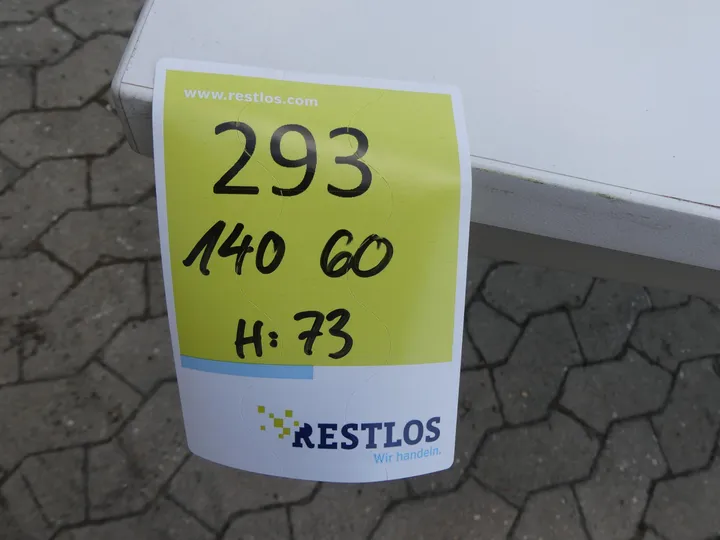 www.restlos.com
293
140 60
H: 73
RESTLOS
Wir handeln.